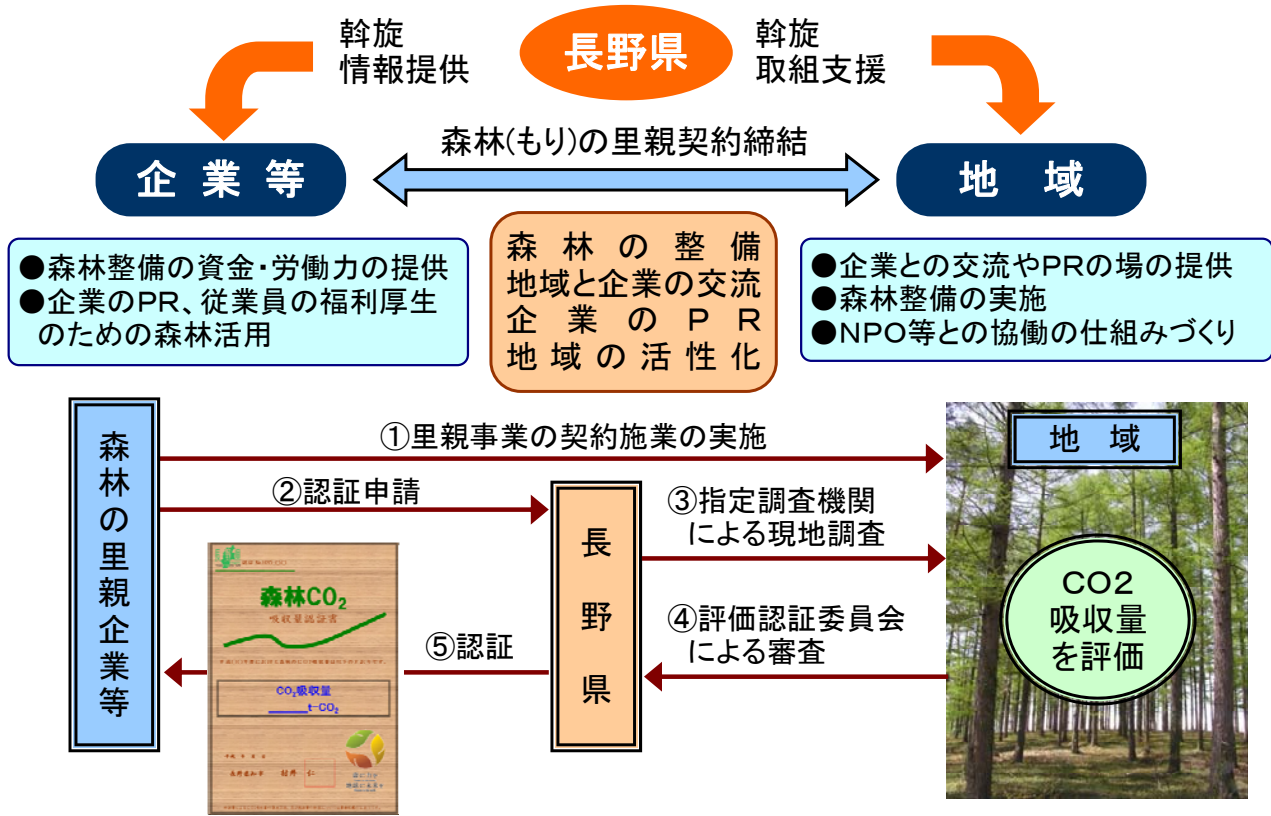 斡旋
情報提供
長野県
斡旋
取組支援
森林(もり)の里親契約締結
企業等
地域
●森林整備の資金・労働力の提供
●企業のPR、従業員の福利厚生
のための森林活用
森林の整備
地域と企業の交流
企業のPR
地域の活性化
●企業との交流やPRの場の提供
●森林整備の実施
●NPO等との協働の仕組みづくり
森林の里親企業等
①里親事業の契約施業の実施
地域
②認証申請
長野県
③指定調査機関
による現地調査
④評価認証委員会
による審査
⑤認証
CO2
吸収量
を評価
森林CO₂
吸収量認証書
CO₂吸収量
t-CO₂
長野県知事 村井 仁